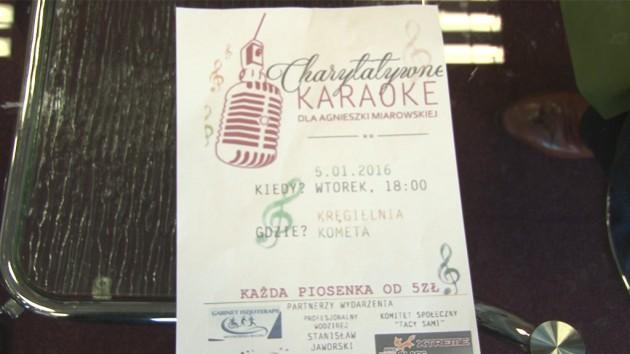 Charytatywne
KARAOKE
DLA AGNIESZKI MIAROWSKIEJ
5.01.2016
KIEDY? WTOREK, 18:00
KRĘGIELNIA
GDZIE? KOMETA
KAŻDA PIOSENKA OD 5ZŁ
PARTNERZY WYDARZENIA
GABINET FIZJOTERAPII
PROFESJONALNY
WODZIREJ
STANISŁAW
JAWORSKI
KOMITET SPOŁECZNY
"TACY SAMI"
XTREME